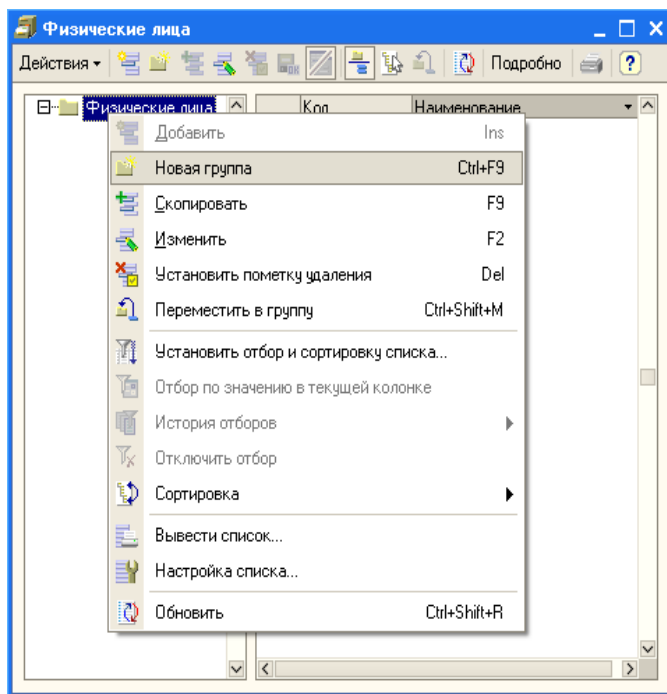 Физические лица
Действия Подробно
Физические лица Код Наименование
Добавить Ins
Новая группа Ctrl+F9
Скопировать F9
Изменить F2
Установить пометку удаления Del
Переместить в группу Ctrl+Shift+M
Установить отбор и сортировку списка...
Отбор по значению в текущей колонке
История отборов
Отключить отбор
Сортировка
Вывести список...
Настройка списка...
Обновить Ctrl+Shift+R